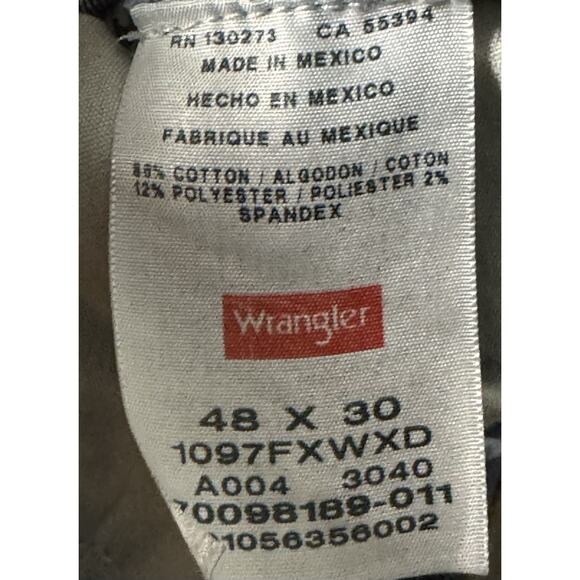 RN 130273 CA 55394
MADE IN MEXICO
HECHO EN MEXICO
FABRIQUE AU MEXIQUE
86% COTTON / ALGODON / COTON
12% POLYESTER / POLIESTER 2%
SPANDEX
Wrangler
48 X 30
1097FXWXD
A004 3040
70098189-011
01056356002